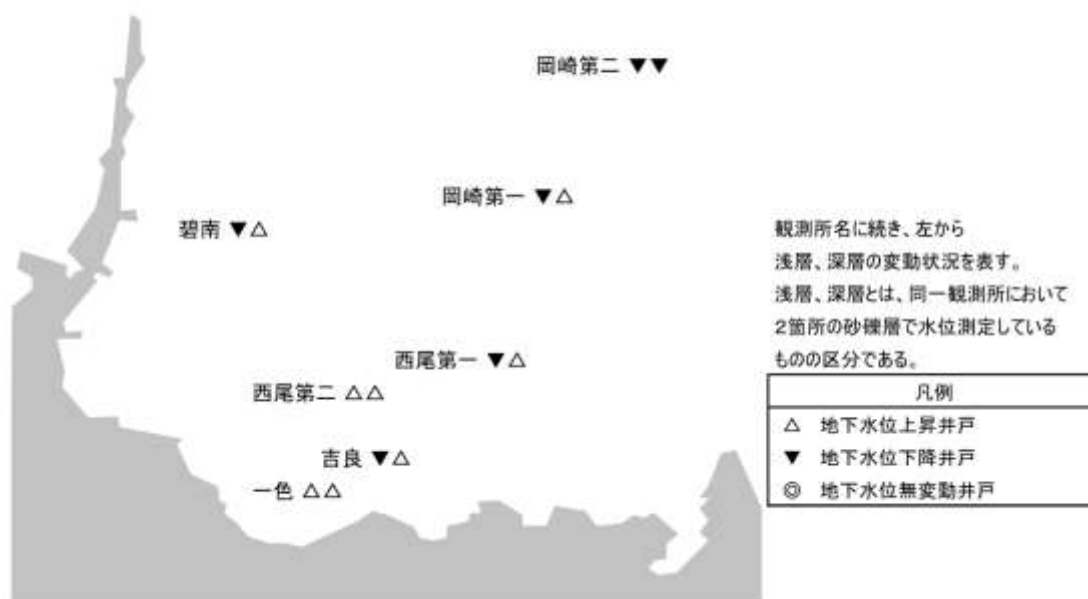 岡崎第二 ▼▼
岡崎第一 ▼△
碧南 ▼△
西尾第一 ▼△
西尾第二 △△
吉良 ▼△
一色 △△
観測所名に続き、左から
浅層、深層の変動状況を表す。
浅層、深層とは、同一観測所において
2箇所の砂礫層で水位測定している
ものの区分である。
凡例
△ 地下水位上昇井戸
▼ 地下水位下降井戸
◎ 地下水位無変動井戸